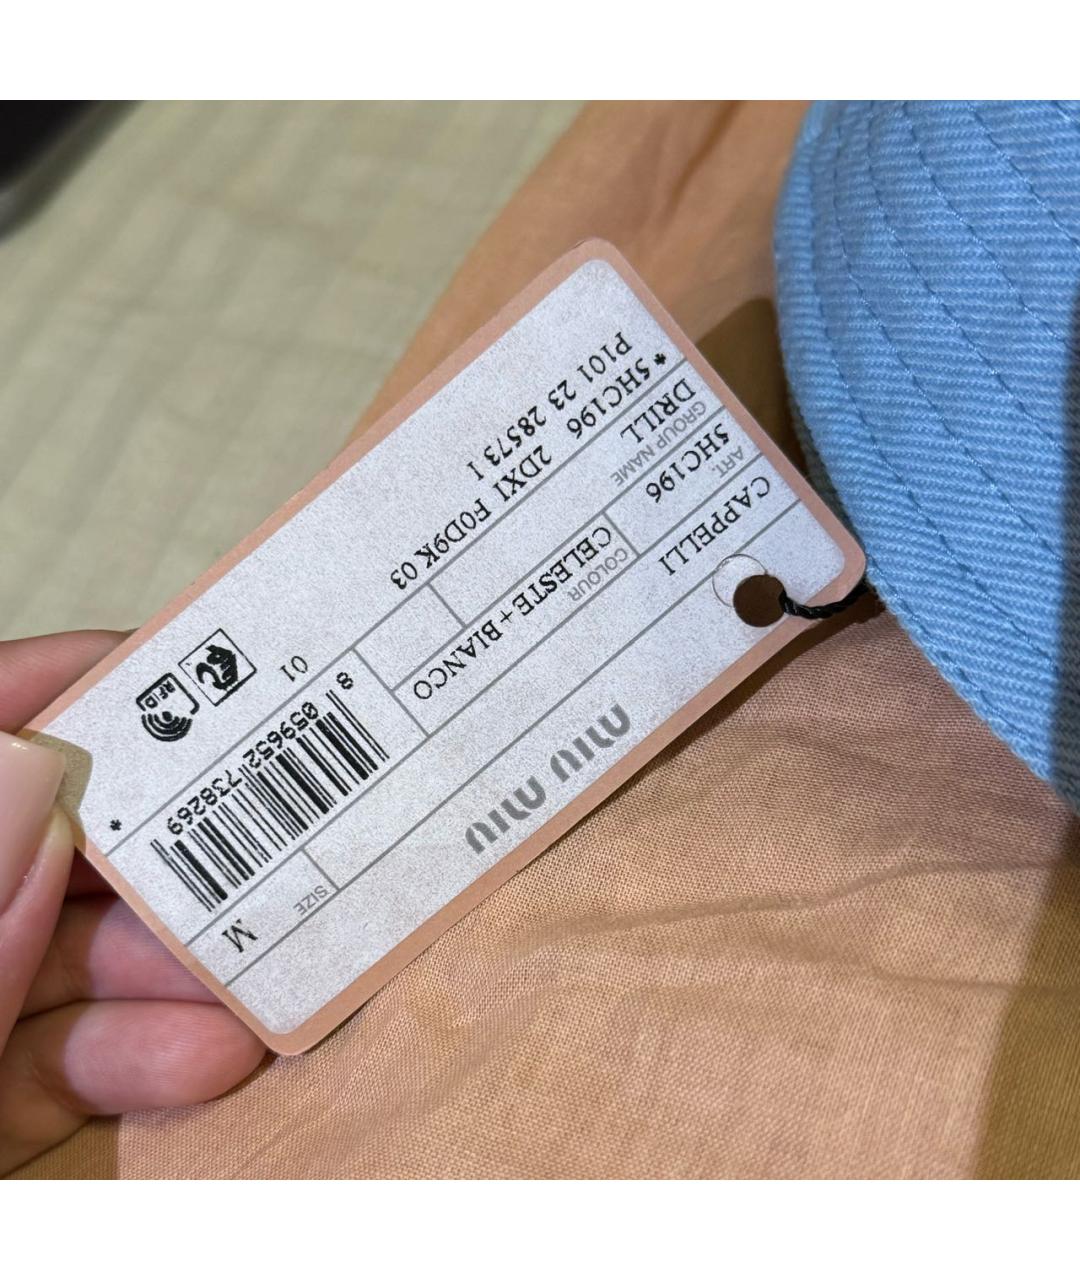 MIU MIU
CAPPELLI
ART.
5HC196
COLOUR
CELESTE+BIANCO
SIZE
M
GROUP NAME
DRILL
* 5HC196 2DXI F0D9K 03
P101 23 28573 I
8 059652 738269
*
01
RFID